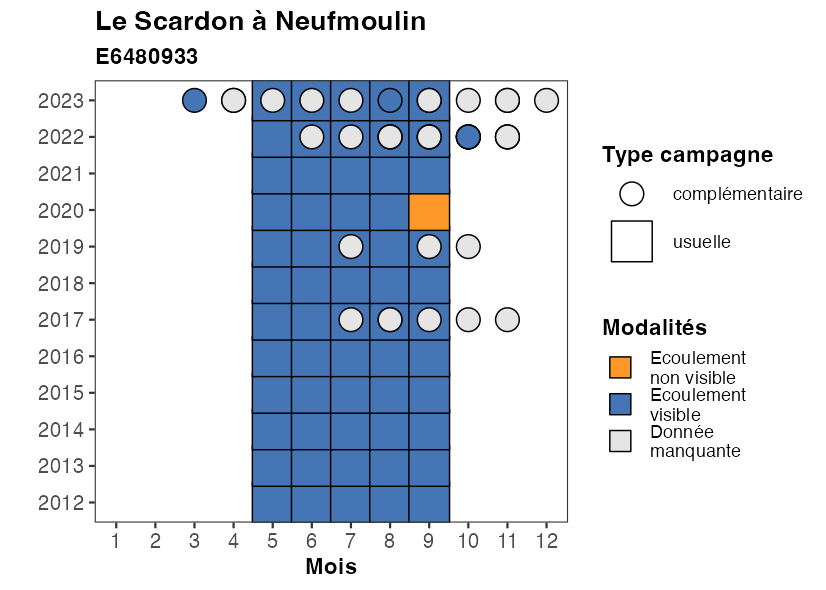 Le Scardon à Neufmoulin
E6480933
2023
2022
2021
2020
2019
2018
2017
2016
2015
2014
2013
2012
1 2 3 4 5 6 7 8 9 10 11 12
Mois
Type campagne
complémentaire
usuelle
Modalités
Ecoulement
non visible
Ecoulement
visible
Donnée
manquante